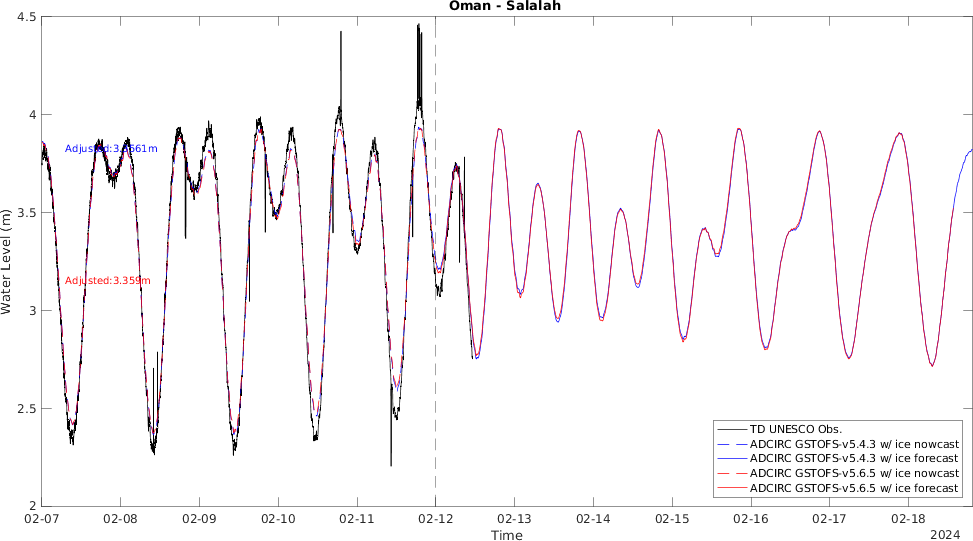 Oman - Salalah
4.5
4
3.5
3
2.5
2
Water Level (m)
Adjusted:3.3561m
Adjusted:3.359m
TD UNESCO Obs.
ADCIRC GSTOFS-v5.4.3 w/ ice nowcast
ADCIRC GSTOFS-v5.4.3 w/ ice forecast
ADCIRC GSTOFS-v5.6.5 w/ ice nowcast
ADCIRC GSTOFS-v5.6.5 w/ ice forecast
02-07 02-08 02-09 02-10 02-11 02-12 02-13 02-14 02-15 02-16 02-17 02-18
Time
2024